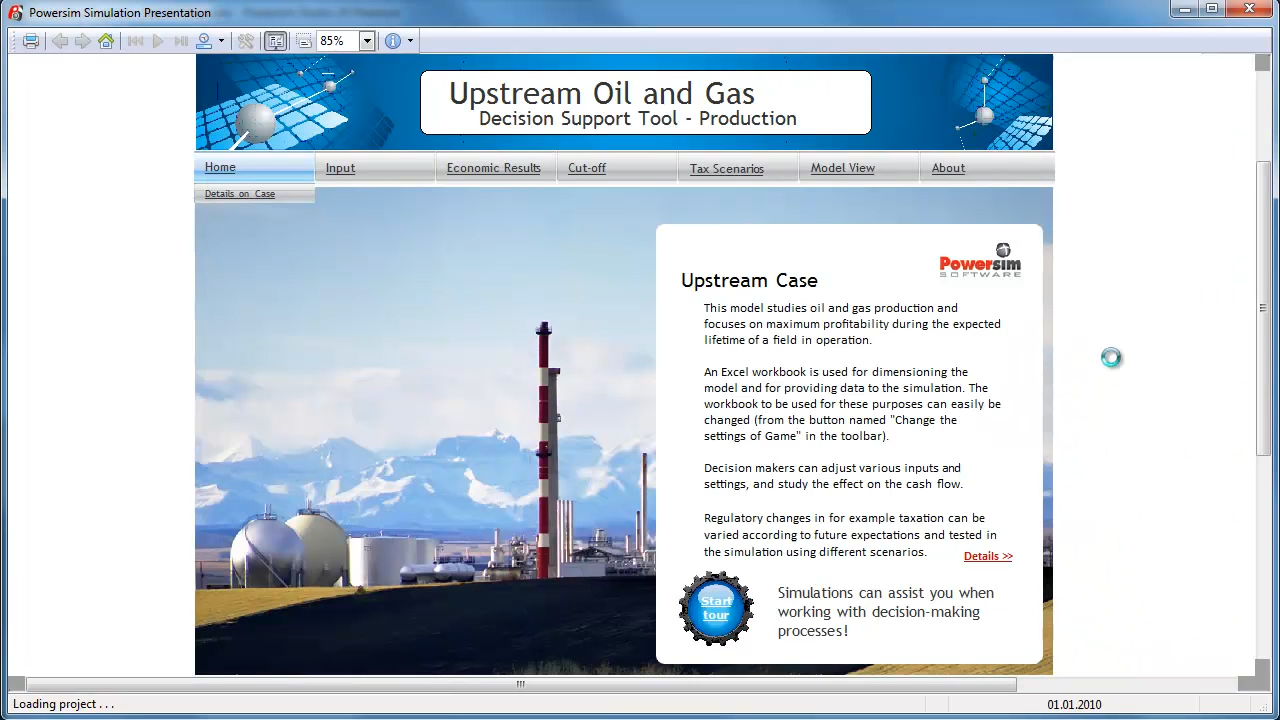 Powersim Simulation Presentation
85%
Upstream Oil and Gas
Decision Support Tool - Production
Home
Input
Economic Results
Cut-off
Tax Scenarios
Model View
About
Details on Case
Powersim
SOFTWARE
Upstream Case
This model studies oil and gas production and
focuses on maximum profitability during the expected
lifetime of a field in operation.
An Excel workbook is used for dimensioning the
model and for providing data to the simulation. The
workbook to be used for these purposes can easily be
changed (from the button named "Change the
settings of Game" in the toolbar).
Decision makers can adjust various inputs and
settings, and study the effect on the cash flow.
Regulatory changes in for example taxation can be
varied according to future expectations and tested in
the simulation using different scenarios.
Details >>
Start
tour
Simulations can assist you when
working with decision-making
processes!
Loading project . . .
01.01.2010